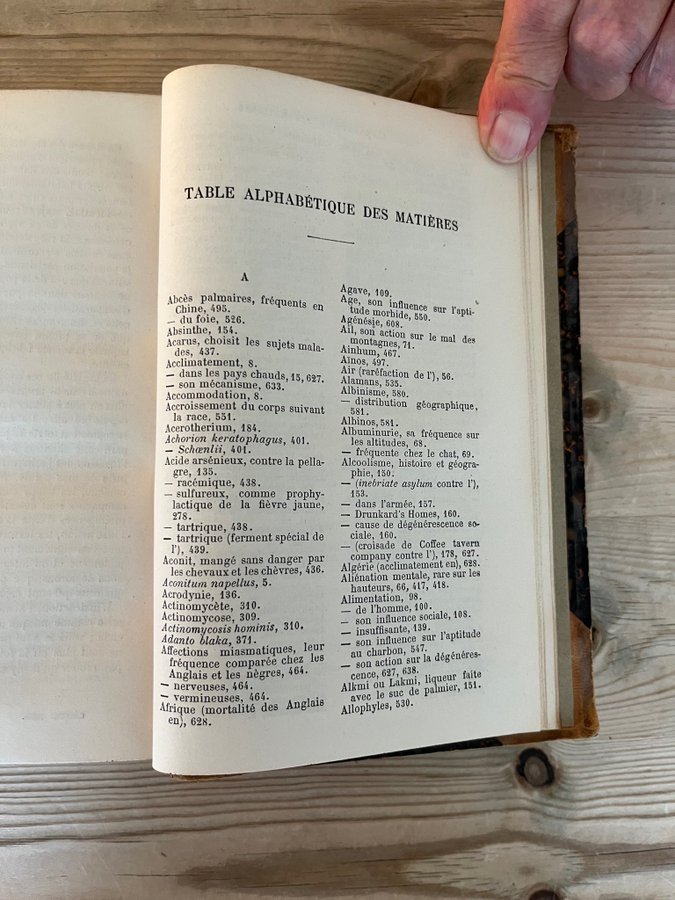 TABLE ALPHABÉTIQUE DES MATIÈRES
A
Abcès palmaires, fréquents en
Chine, 495.
— du foie, 526.
Absinthe, 154.
Acarus, choisit les sujets mala-
des, 437.
Acclimatement, 8.
— dans les pays chauds, 15, 627.
— son mécanisme, 633.
Accommodation, 8.
Accroissement du corps suivant
la race, 551.
Acerotherium, 184.
Achorion keratophagus, 401.
— Schœnlii, 401.
Acide arsénieux, contre la pella-
gre, 135.
— racémique, 438.
— sulfureux, comme prophy-
lactique de la fièvre jaune,
278.
— tartrique, 438.
— tartrique (ferment spécial de
l'), 439.
Aconit, mangé sans danger par
les chevaux et les chèvres, 436.
Aconitum napellus, 5.
Acrodynie, 136.
Actinomycète, 310.
Actinomycose, 309.
Actinomycosis hominis, 310.
Adanto blaka, 371.
Affections miasmatiques, leur
fréquence comparée chez les
Anglais et les nègres, 464.
— nerveuses, 464.
— vermineuses, 464.
Afrique (mortalité des Anglais
en), 628.
Agave, 109.
Age, son influence sur l'apti-
tude morbide, 550.
Agénésie, 608.
Ail, son action sur le mal des
montagnes, 71.
Ainhum, 467.
Aïnos, 497.
Air (raréfaction de l'), 56.
Alamans, 535.
Albinisme, 580.
— distribution géographique,
581.
Albinos, 581.
Albuminurie, sa fréquence sur
les altitudes, 68.
— fréquente chez le chat, 69.
Alcoolisme, histoire et géogra-
phie, 150.
— (inebriate asylum contre l'),
153.
— dans l'armée, 157.
— Drunkard's Homes, 160.
— cause de dégénérescence so-
ciale, 160.
— (croisade de Coffee tavern
company contre l'), 178, 627.
Algérie (acclimatement en), 628.
Aliénation mentale, rare sur les
hauteurs, 66, 417, 418.
Alimentation, 98.
— de l'homme, 100.
— son influence sociale, 108.
— insuffisante, 139.
— son influence sur l'aptitude
au charbon, 547.
— son action sur la dégénéres-
cence, 627, 638.
Alkmi ou Lakmi, liqueur faite
avec le suc de palmier, 151.
Allophyles, 530.